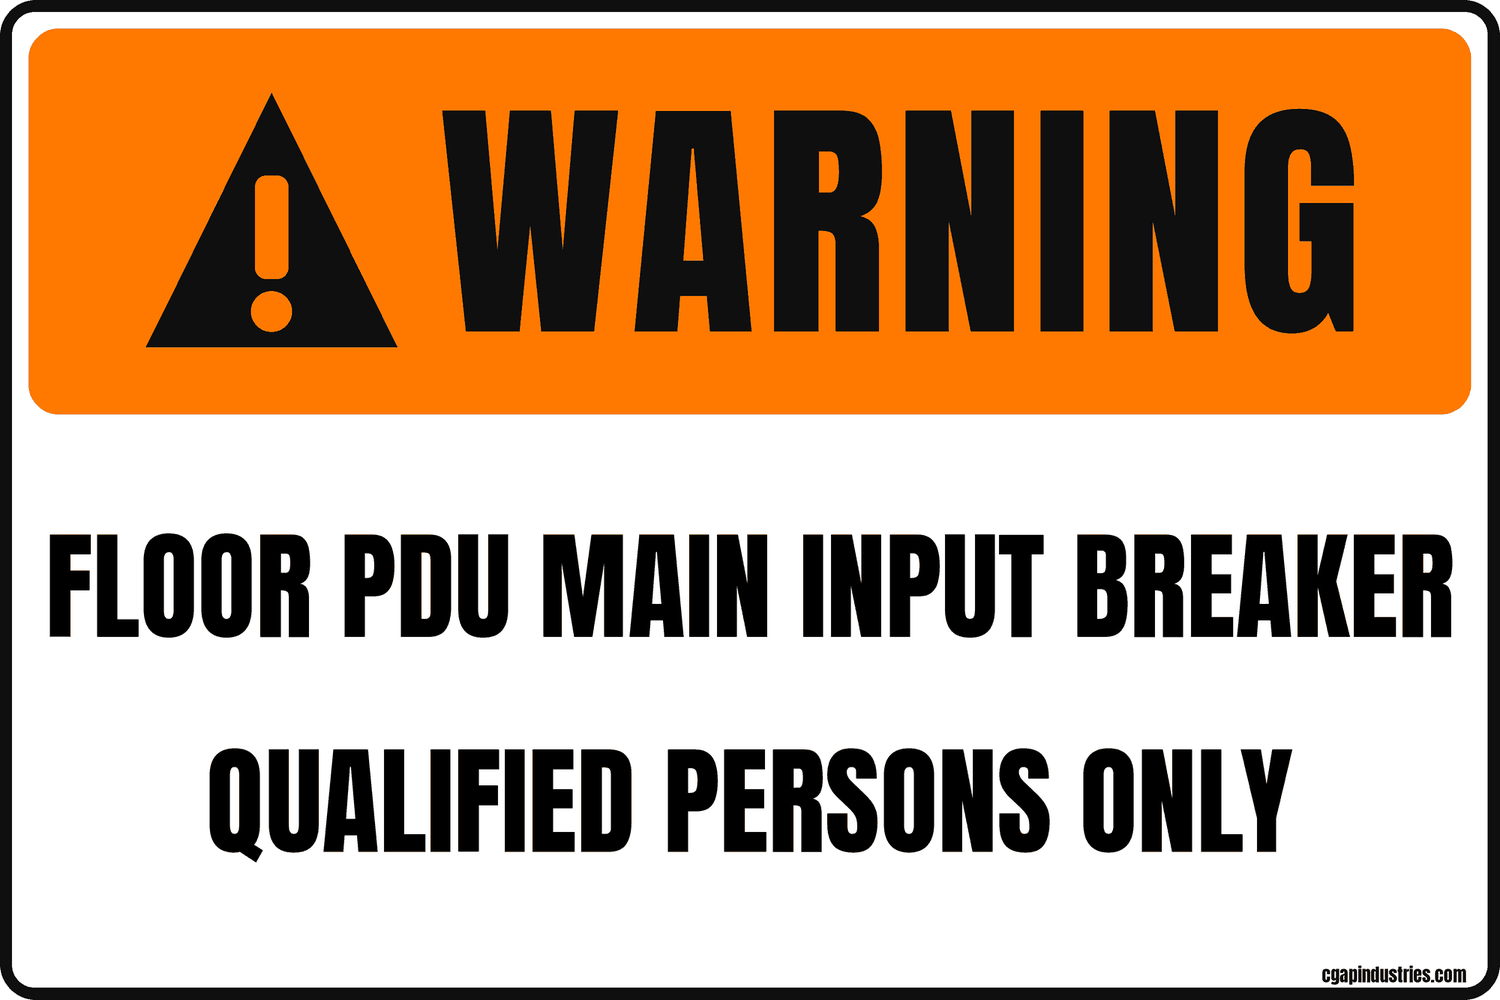 WARNING
FLOOR PDU MAIN INPUT BREAKER
QUALIFIED PERSONS ONLY
cgapindustries.com